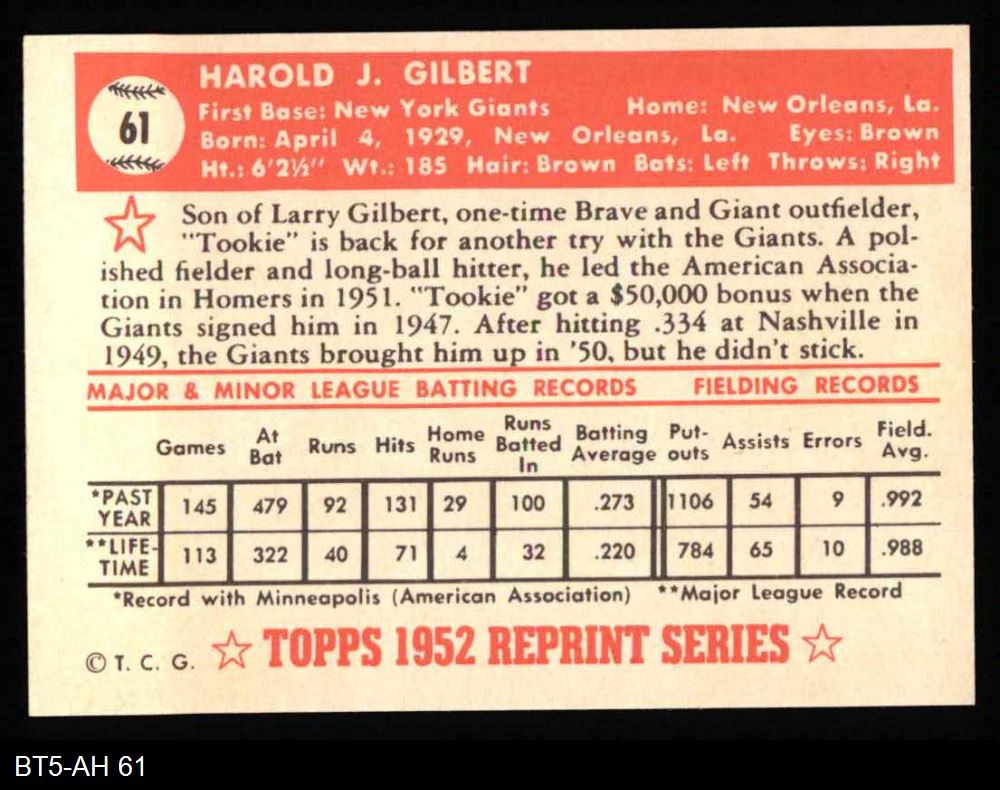 61
HAROLD J. GILBERT
First Base: New York Giants Home: New Orleans, La.
Born: April 4, 1929, New Orleans, La. Eyes: Brown
Ht.: 6'2½" Wt.: 185 Hair: Brown Bats: Left Throws: Right
Son of Larry Gilbert, one-time Brave and Giant outfielder,
"Tookie" is back for another try with the Giants. A pol-
ished fielder and long-ball hitter, he led the American Associa-
tion in Homers in 1951. "Tookie" got a $50,000 bonus when the
Giants signed him in 1947. After hitting .334 at Nashville in
1949, the Giants brought him up in '50, but he didn't stick.
MAJOR & MINOR LEAGUE BATTING RECORDS FIELDING RECORDS
Games At Bat Runs Hits Home Runs Runs Batted In Batting Average Put-outs Assists Errors Field. Avg.
*PAST YEAR 145 479 92 131 29 100 .273 1106 54 9 .992
**LIFE-TIME 113 322 40 71 4 32 .220 784 65 10 .988
*Record with Minneapolis (American Association) **Major League Record
© T. C. G. TOPPS 1952 REPRINT SERIES
BT5-AH 61